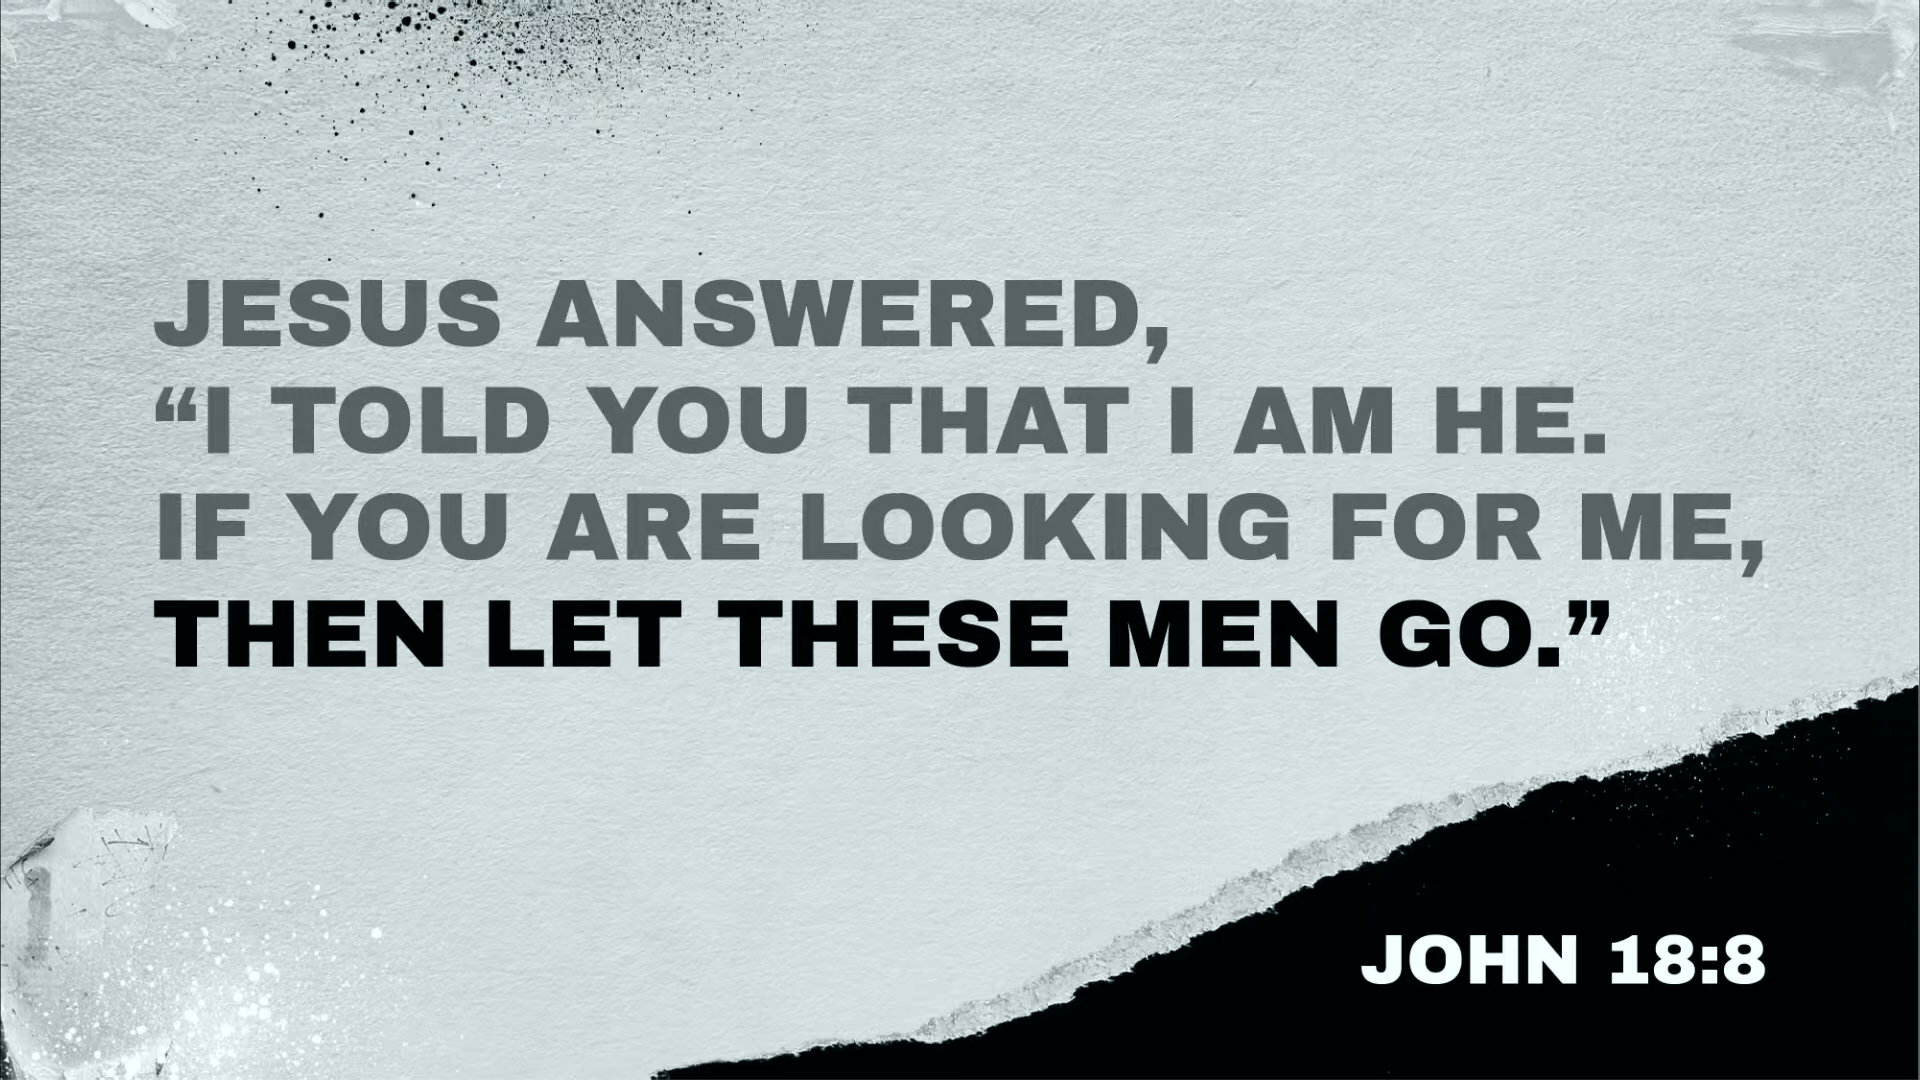 JESUS ANSWERED,
“I TOLD YOU THAT I AM HE.
IF YOU ARE LOOKING FOR ME,
THEN LET THESE MEN GO.”
JOHN 18:8